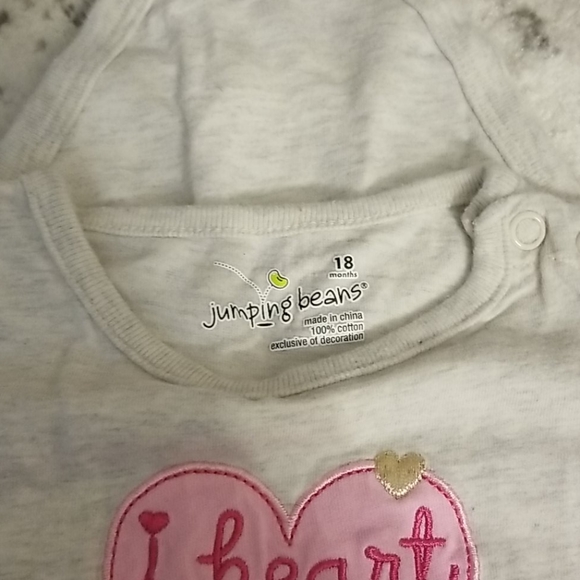 18
months
jumping beans®
made in china
100% cotton
exclusive of decoration
i heart